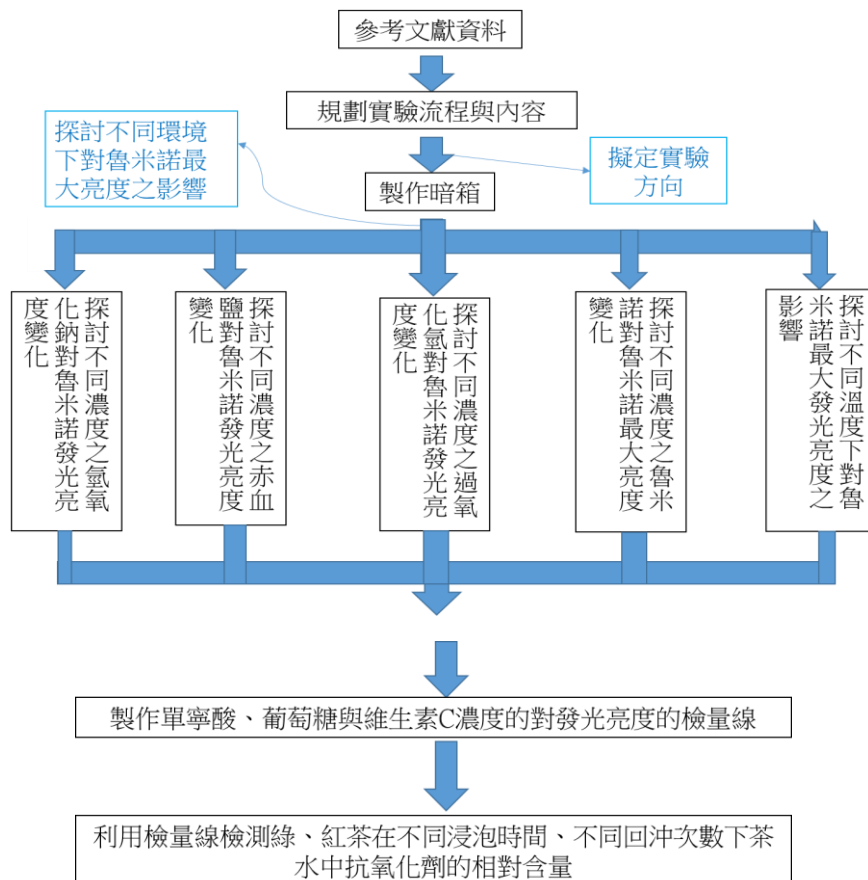 參考文獻資料
規劃實驗流程與內容
探討不同環境
下對魯米諾最
大亮度之影響
擬定實驗
方向
製作暗箱
探討不同濃度之氫氧
化鈉對魯米諾發光亮
度變化
探討不同濃度之赤血
鹽對魯米諾發光亮度
變化
探討不同濃度之過氧
化氫對魯米諾發光亮
度變化
探討不同濃度之魯米
諾對魯米諾最大亮度
變化
探討不同溫度下對魯
米諾最大發光亮度之
影響
製作單寧酸、葡萄糖與維生素C濃度的對發光亮度的檢量線
利用檢量線檢測綠、紅茶在不同浸泡時間、不同回沖次數下茶
水中抗氧化劑的相對含量